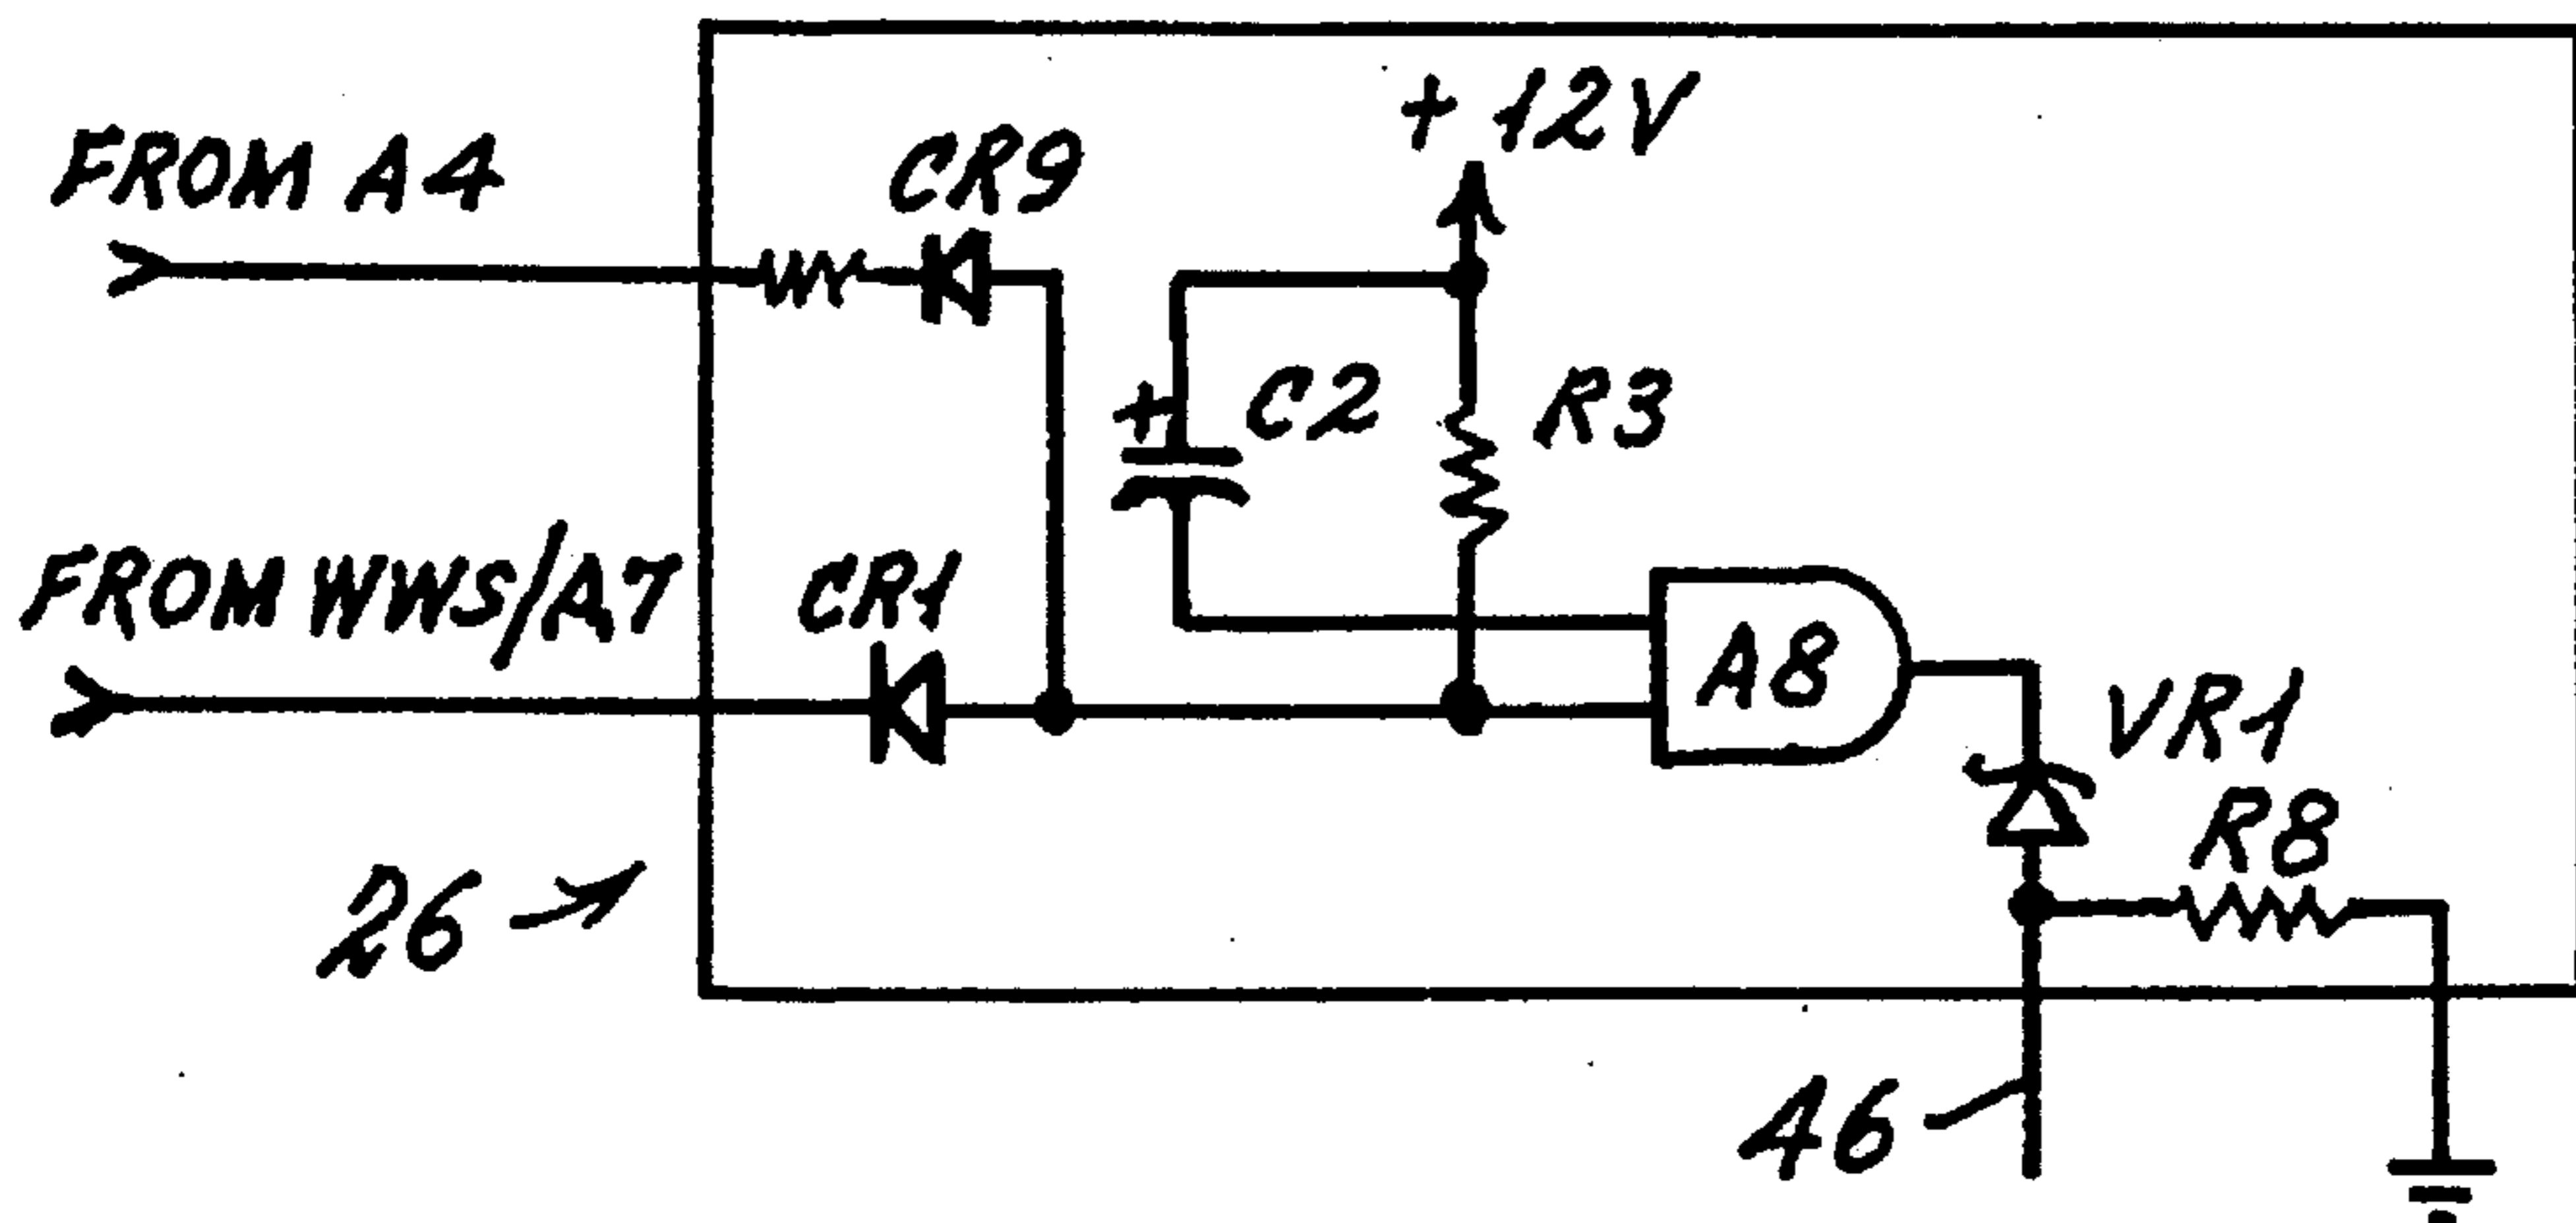 + 12V
FROM A4
CR9
+
C2
R3
FROM WWS/A7
CR1
A8
VR1
R8
26
46